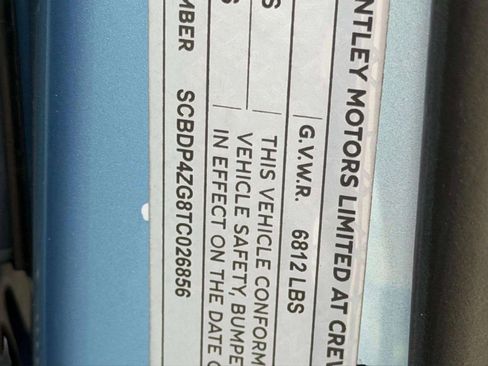 NTLEY MOTORS LIMITED AT CREW
G.V.W.R. 6812 LBS
S
THIS VEHICLE CONFORM
VEHICLE SAFETY, BUMPE
S
IN EFFECT ON THE DATE O
MBER SCBDP4ZG8TC026856